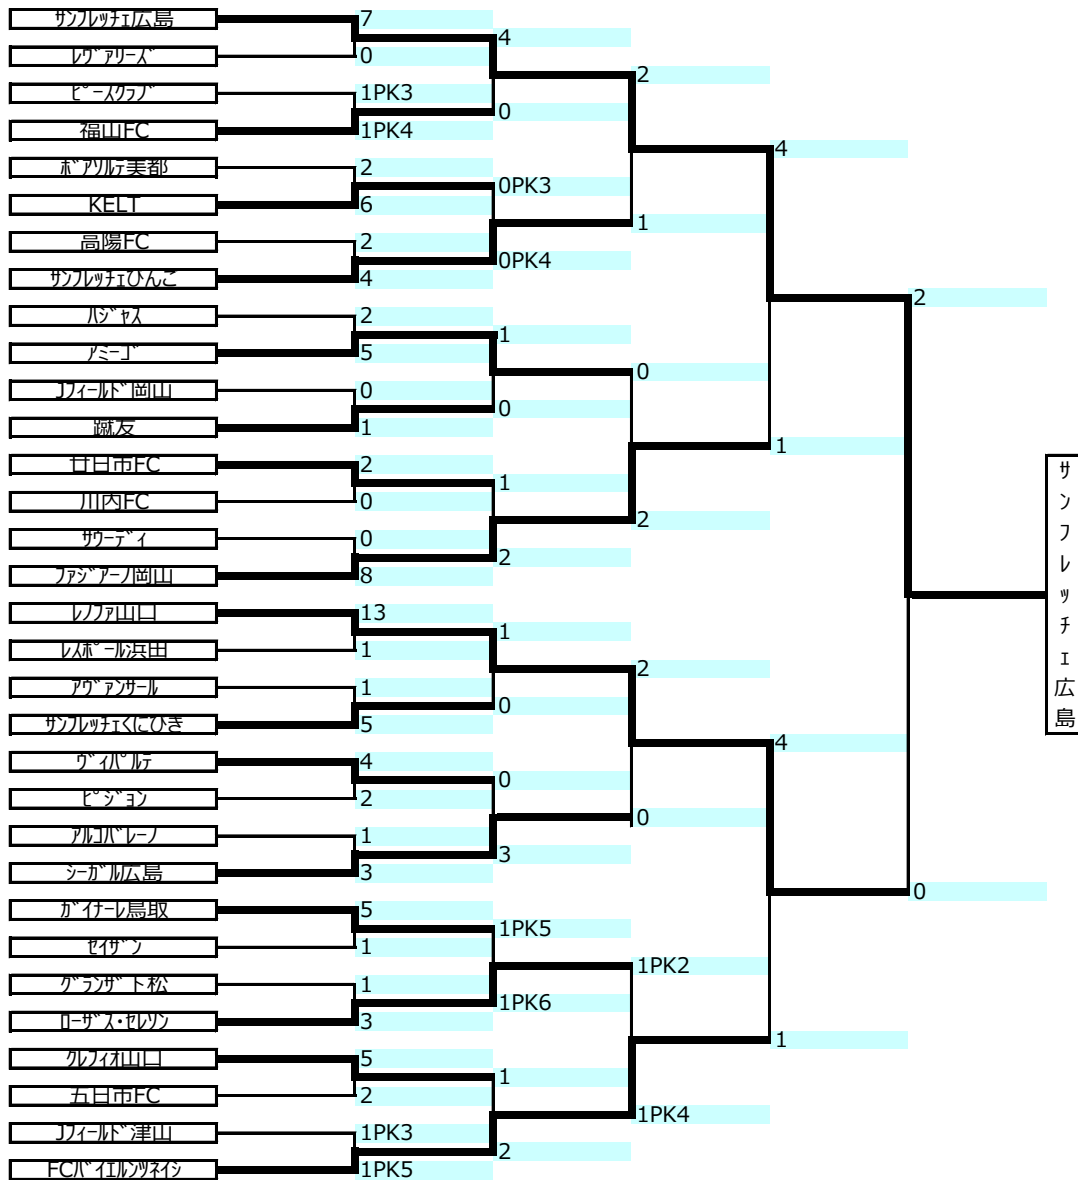 ｻﾝﾌﾚｯﾁｪ広島
7
4
ﾚｳﾞｧﾘｰｽﾞ
0
2
ﾋﾟｰｽｸﾗﾌﾞ
1PK3
0
福山FC
1PK4
4
ﾎﾞｱｿﾙﾃ美都
2
0PK3
KELT
6
1
高陽FC
2
0PK4
ｻﾝﾌﾚｯﾁｪびんご
4
2
ﾊｼﾞｬｽ
2
1
ｱﾐｰｺﾞ
5
0
Jﾌｨｰﾙﾄﾞ岡山
0
0
蹴友
1
1
廿日市FC
2
1
川内FC
0
2
ｻｳｰﾃﾞｨ
0
2
ﾌｧｼﾞｱｰﾉ岡山
8
サンフレッチェ広島
ﾚﾉﾌｧ山口
13
1
ﾚｽﾎﾟｰﾙ浜田
1
2
ｱｳﾞｧﾝｻｰﾙ
1
0
ｻﾝﾌﾚｯﾁｪくにひき
5
4
ｳﾞｨﾊﾟﾙﾃ
4
0
ﾋﾟｼﾞｮﾝ
2
0
ｱﾙｺﾊﾞﾚｰﾉ
1
3
ｼｰｶﾞﾙ広島
3
0
ｶﾞｲﾅｰﾚ鳥取
5
1PK5
ｾｲｻﾞﾝ
1
1PK2
ｸﾞﾗﾝｻﾞ下松
1
1PK6
ﾛｰｻﾞｽ・ｾﾚｿﾝ
3
1
ｸﾚﾌｨｵ山口
5
1
五日市FC
2
1PK4
Jﾌｨｰﾙﾄﾞ津山
1PK3
2
FCﾊﾞｲｴﾙﾝﾂﾈｲｼ
1PK5